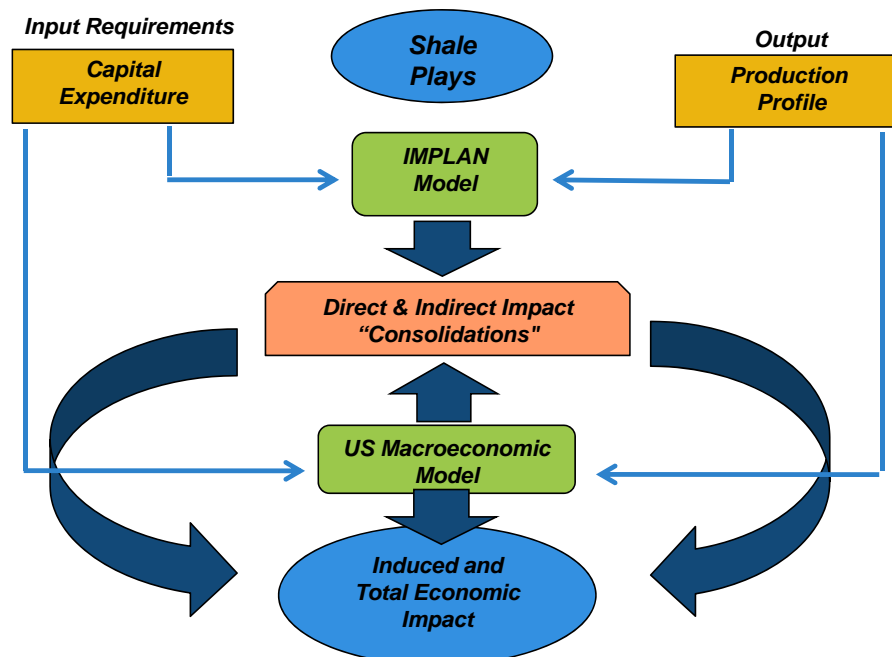 Input Requirements
Capital
Expenditure
Shale
Plays
Output
Production
Profile
IMPLAN
Model
Direct & Indirect Impact
“Consolidations"
US Macroeconomic
Model
Induced and
Total Economic
Impact